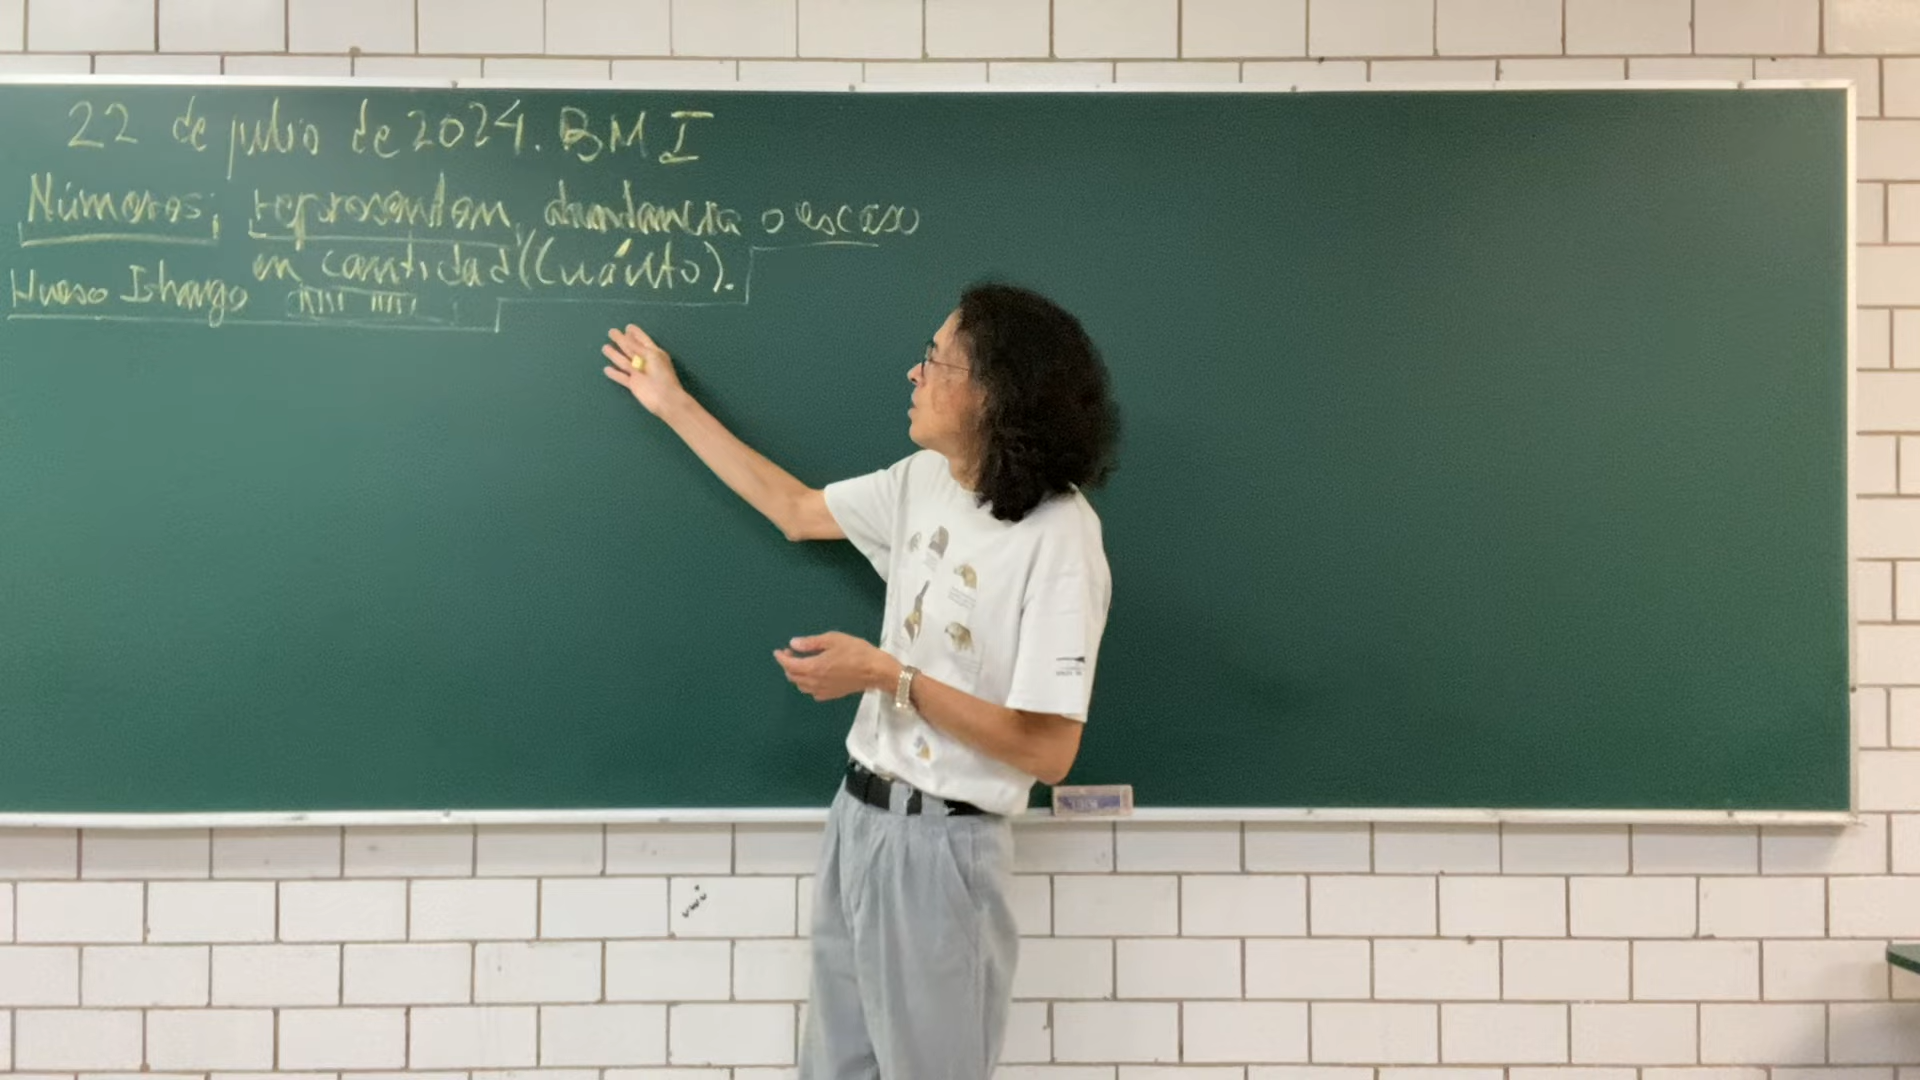 22 de julio de 2024. BM I
Números: representan abundancia o escaso
en cantidad (Cuánto).
Hueso Ishango